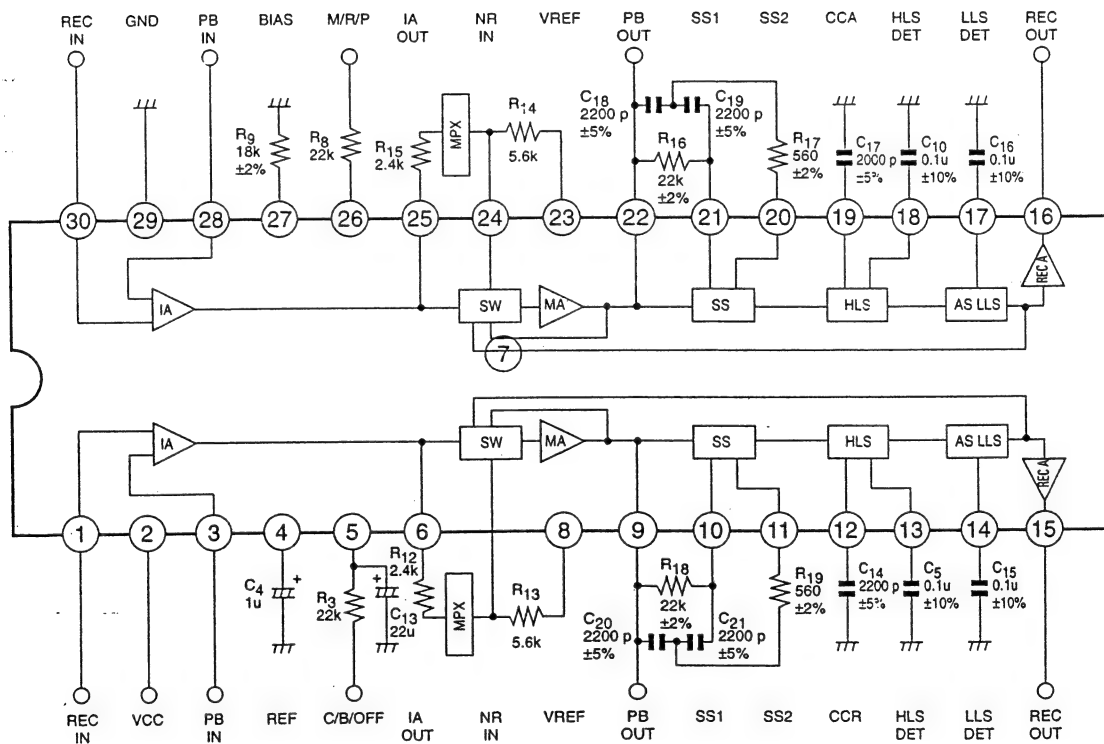 REC IN
GND
PB IN
BIAS
M/R/P
IA OUT
NR IN
VREF
PB OUT
SS1
SS2
CCA
HLS DET
LLS DET
REC OUT
R9
18k
±2%
R8
22k
R15
2.4k
MPX
R14
5.6k
C18
2200 p
±5%
C19
2200 p
±5%
R16
22k
±2%
R17
560
±2%
C17
2000 p
±5%
C10
0.1u
±10%
C16
0.1u
±10%
30
29
28
27
26
25
24
23
22
21
20
19
18
17
16
IA
SW
MA
SS
HLS
AS LLS
REC A
7
IA
SW
MA
SS
HLS
AS LLS
REC A
1
2
3
4
5
6
8
9
10
11
12
13
14
15
C4
1u
+
R3
22k
+
C13
22u
R12
2.4k
MPX
R13
5.6k
R18
22k
±2%
C20
2200 p
±5%
C21
2200 p
±5%
R19
560
±2%
C14
2200 p
±5%
C5
0.1u
±10%
C15
0.1u
±10%
REC IN
VCC
PB IN
REF
C/B/OFF
IA OUT
NR IN
VREF
PB OUT
SS1
SS2
CCR
HLS DET
LLS DET
REC OUT